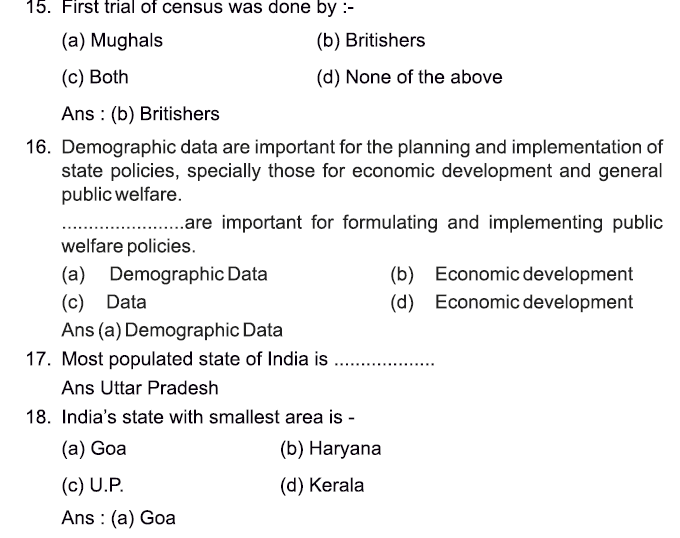 15. First trial of census was done by :-
(a) Mughals (b) Britishers
(c) Both (d) None of the above
Ans : (b) Britishers
16. Demographic data are important for the planning and implementation of
state policies, specially those for economic development and general
public welfare.
.......................are important for formulating and implementing public
welfare policies.
(a) Demographic Data (b) Economic development
(c) Data (d) Economic development
Ans (a) Demographic Data
17. Most populated state of India is ...................
Ans Uttar Pradesh
18. India's state with smallest area is -
(a) Goa (b) Haryana
(c) U.P. (d) Kerala
Ans : (a) Goa